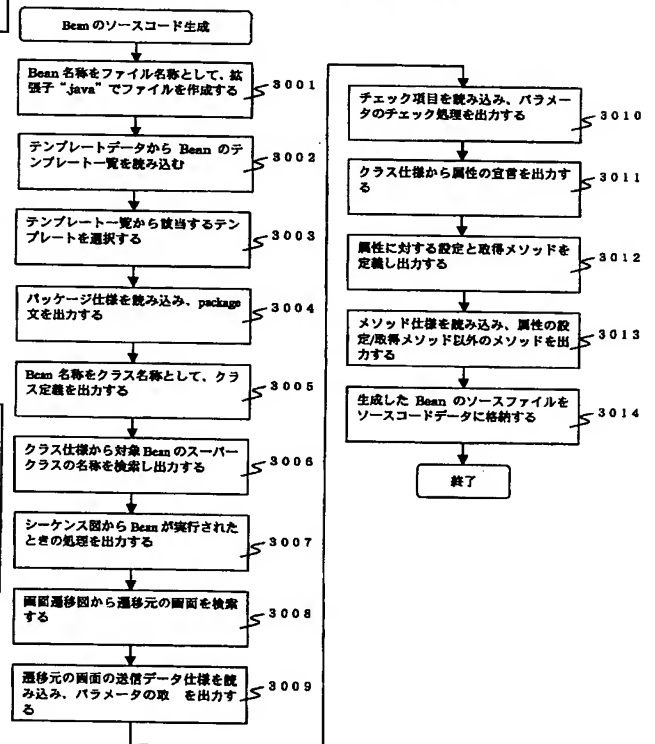 Bean のソースコード生成
Bean 名称をファイル名称として、拡
張子 “.java” でファイルを作成する
3001
テンプレートデータから Bean のテ
ンプレート一覧を読み込む
3002
テンプレート一覧から該当するテン
プレートを選択する
3003
パッケージ仕様を読み込み、package
文を出力する
3004
Bean 名称をクラス名称として、クラ
ス定義を出力する
3005
クラス仕様から対象 Bean のスーパー
クラスの名称を検索し出力する
3006
シーケンス図から Bean が実行された
ときの処理を出力する
3007
画面遷移図から遷移元の画面を検索
する
3008
遷移元の画面の送信データ仕様を読
み込み、パラメータの取 を出力す
る
3009
チェック項目を読み込み、パラメー
タのチェック処理を出力する
3010
クラス仕様から属性の宣言を出力す
る
3011
属性に対する設定と取得メソッドを
定義し出力する
3012
メソッド仕様を読み込み、属性の設
定/取得メソッド以外のメソッドを出
力する
3013
生成した Bean のソースファイルを
ソースコードデータに格納する
3014
終了